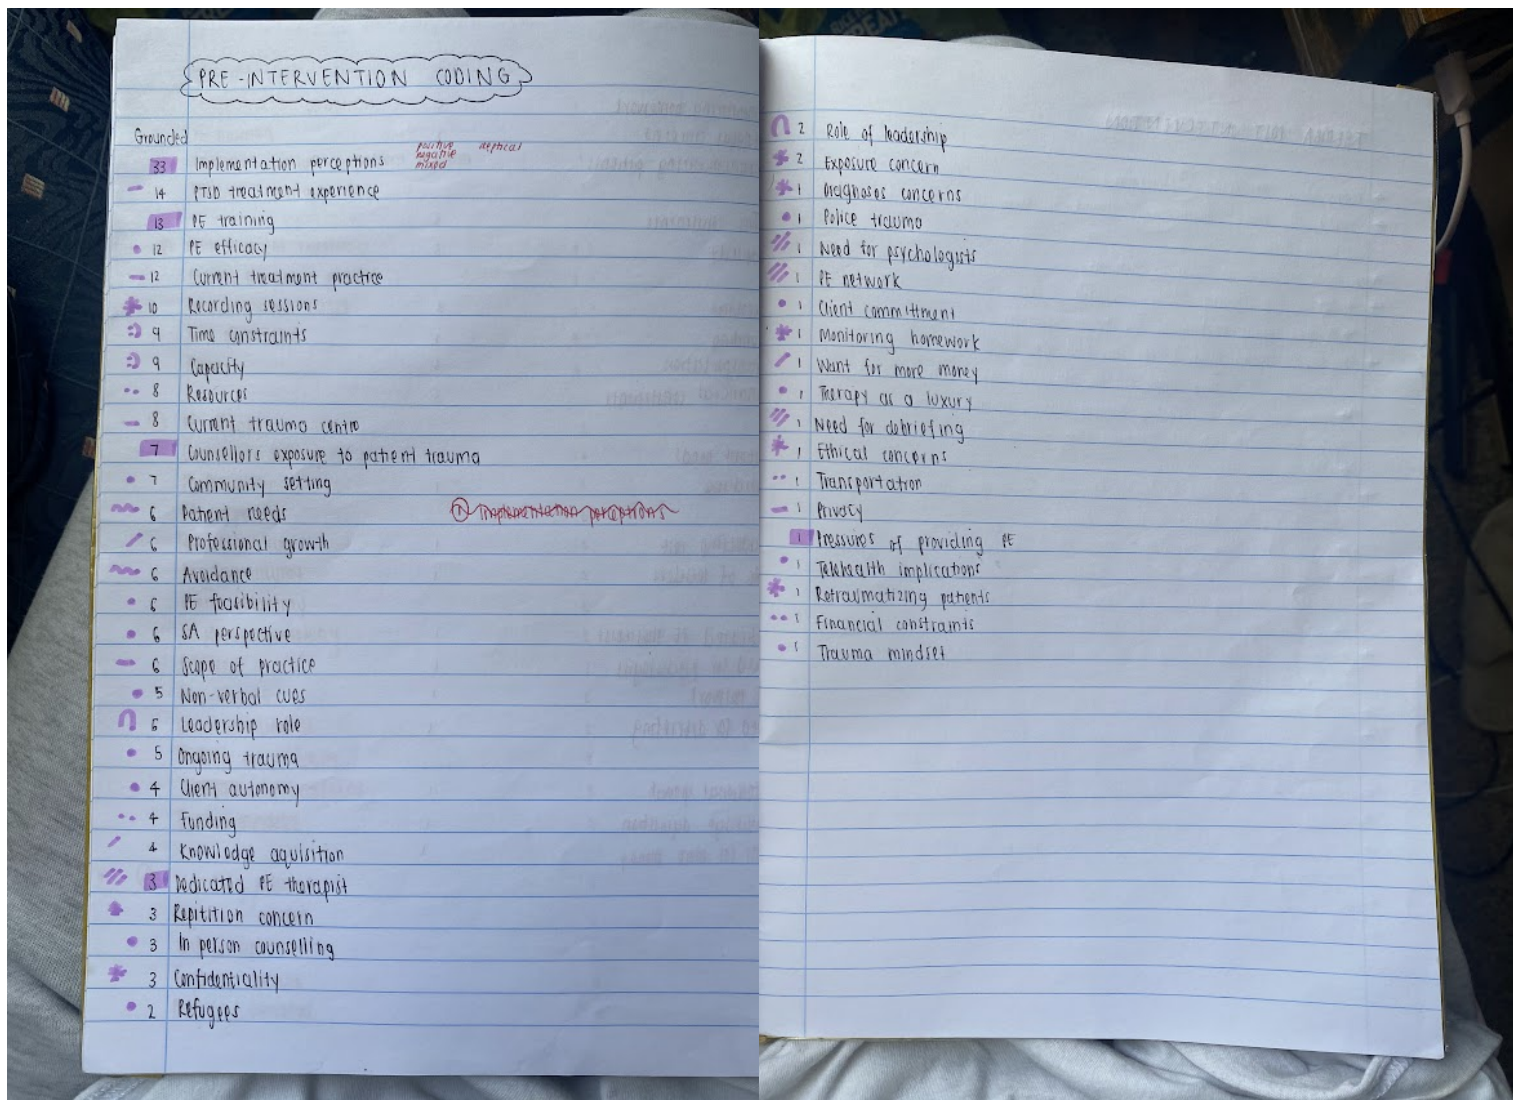 PRE-INTERVENTION CODING
Grounded
33 Implementation perceptions positive skeptical
negative
mixed
14 PTSD treatment experience
13 PE training
12 PE efficacy
12 Current treatment practice
10 Recording sessions
9 Time constraints
9 Capacity
8 Resources
8 Current trauma centre
7 Counsellors exposure to patient trauma
7 Community setting
6 Patient needs ① Implementation perceptions
6 Professional growth
6 Avoidance
6 PE feasibility
6 SA perspective
6 Scope of practice
5 Non-verbal cues
5 Leadership role
5 Ongoing trauma
4 Client autonomy
4 Funding
4 Knowledge aquisition
3 Dedicated PE therapist
3 Repitition concern
3 In person counselling
3 Confidentiality
2 Refugees
2 Role of leadership
2 Exposure concern
1 Diagnoses concerns
1 Police trauma
1 Need for psychologists
1 PE network
1 Client committment
1 Monitoring homework
1 Want for more money
1 Therapy as a luxury
1 Need for debriefing
1 Ethical concerns
1 Transportation
1 Privacy
1 Pressures of providing PE
1 Telehealth implications
1 Retraumatizing patients
1 Financial constraints
1 Trauma mindset